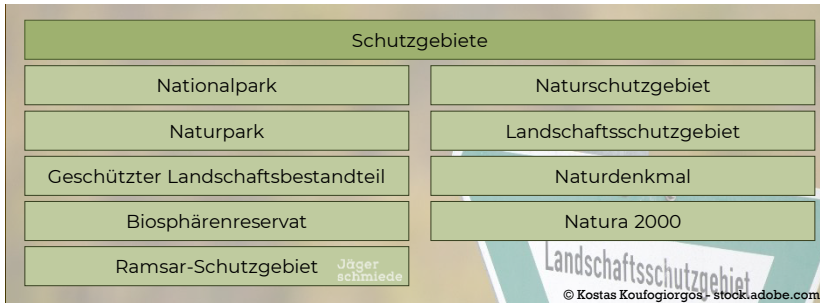 Schutzgebiete
Nationalpark
Naturschutzgebiet
Naturpark
Landschaftsschutzgebiet
Geschützter Landschaftsbestandteil
Naturdenkmal
Biosphärenreservat
Natura 2000
Ramsar-Schutzgebiet
Jäger
schmiede
Landschaftsschutzgebiet
© Kostas Koufogiorgos - stock.adobe.com